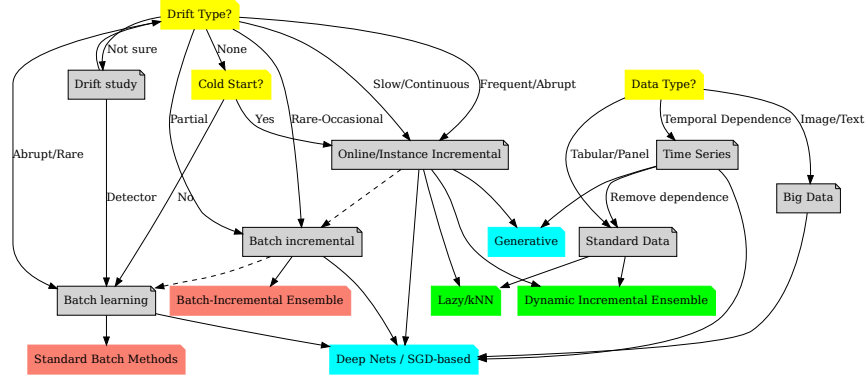 Drift Type?
Not sure
None
Drift study
Cold Start?
Slow/Continuous
Frequent/Abrupt
Data Type?
Partial
Yes
Rare-Occasional
Temporal Dependence
Image/Text
Abrupt/Rare
Online/Instance Incremental
Tabular/Panel
Time Series
Detector
No
Remove dependence
Big Data
Batch incremental
Generative
Standard Data
Batch learning
Batch-Incremental Ensemble
Lazy/kNN
Dynamic Incremental Ensemble
Standard Batch Methods
Deep Nets / SGD-based